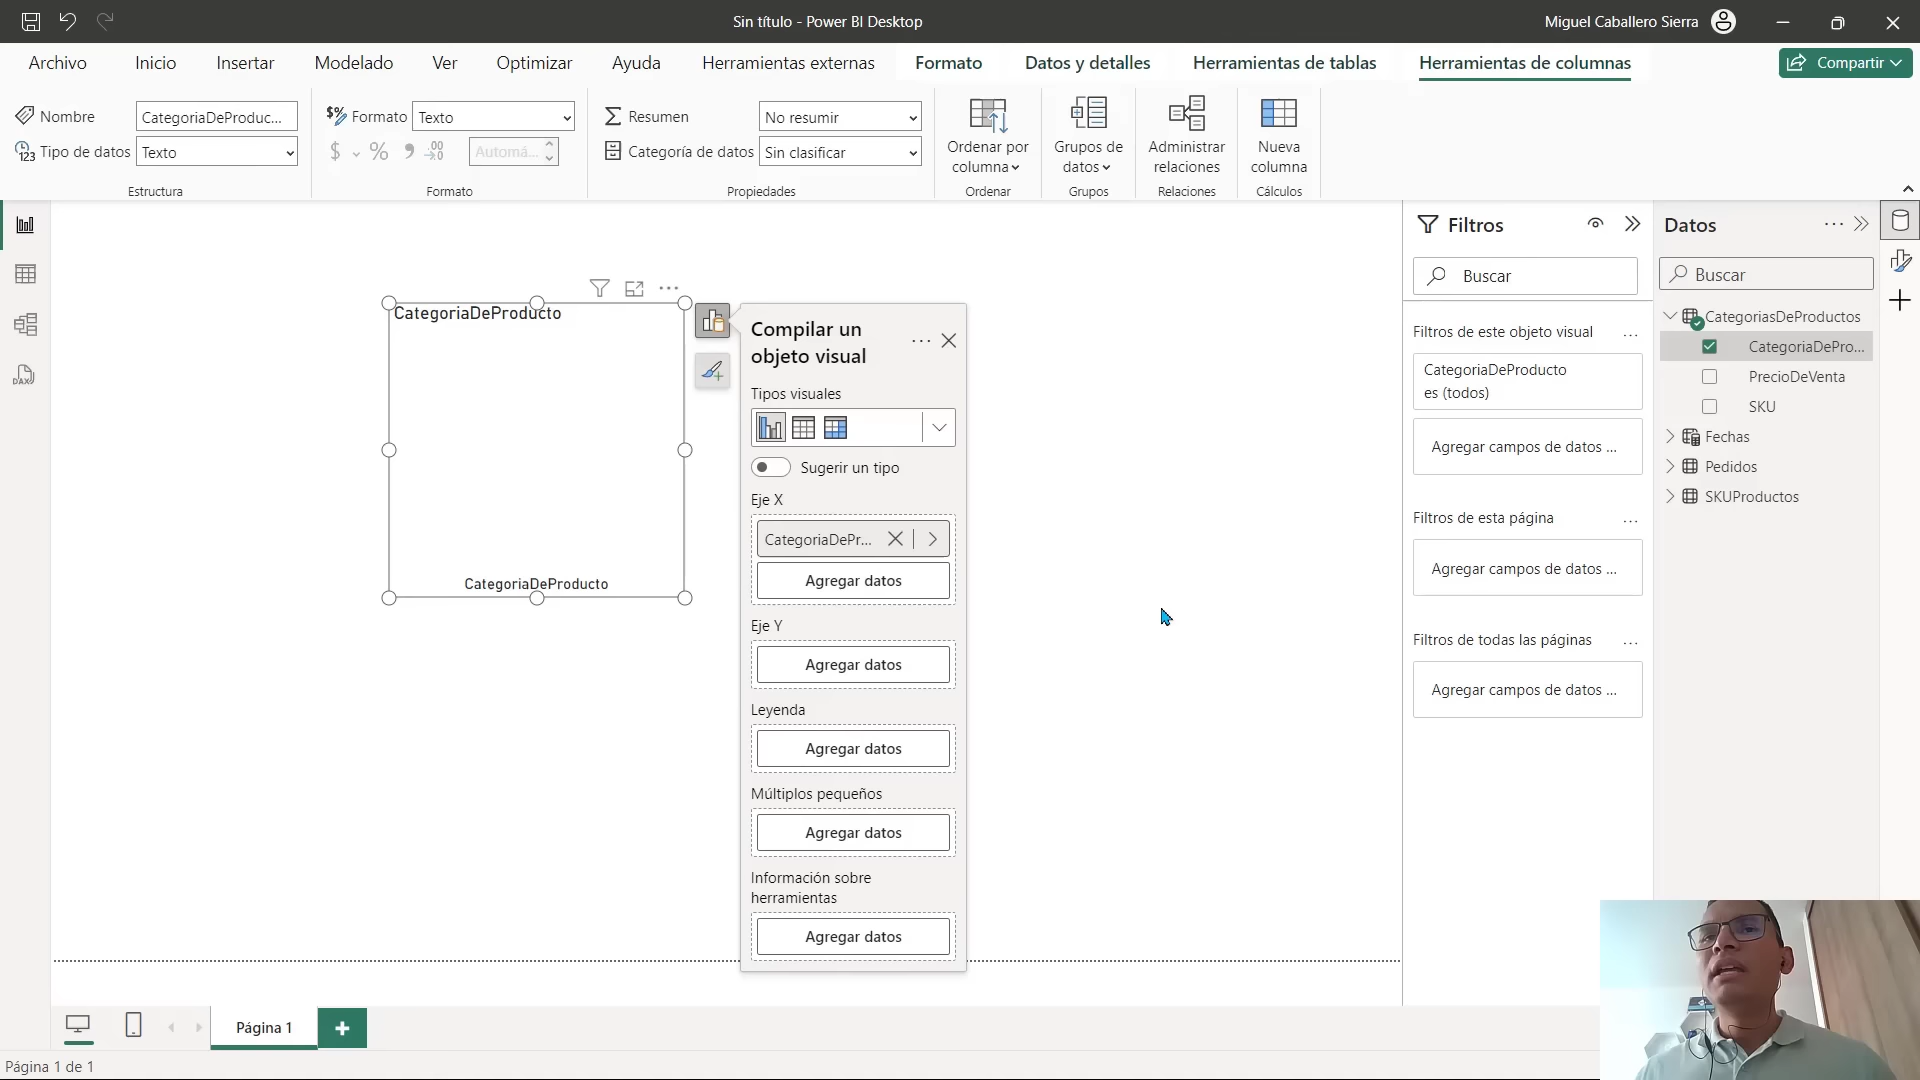 Sin título - Power BI Desktop
Miguel Caballero Sierra
Archivo
Inicio
Insertar
Modelado
Ver
Optimizar
Ayuda
Herramientas externas
Formato
Datos y detalles
Herramientas de tablas
Herramientas de columnas
Compartir
Nombre
CategoriaDeProduc...
Tipo de datos
Texto
Estructura
Formato
Texto
Automá...
Formato
Resumen
No resumir
Categoría de datos
Sin clasificar
Propiedades
Ordenar por
columna
Ordenar
Grupos de
datos
Grupos
Administrar
relaciones
Relaciones
Nueva
columna
Cálculos
CategoriaDeProducto
CategoriaDeProducto
Compilar un
objeto visual
Tipos visuales
Sugerir un tipo
Eje X
CategoriaDePr...
Agregar datos
Eje Y
Agregar datos
Leyenda
Agregar datos
Múltiplos pequeños
Agregar datos
Información sobre
herramientas
Agregar datos
Filtros
Buscar
Filtros de este objeto visual
CategoriaDeProducto
es (todos)
Agregar campos de datos ...
Filtros de esta página
Agregar campos de datos ...
Filtros de todas las páginas
Agregar campos de datos ...
Datos
Buscar
CategoriasDeProductos
CategoriaDePro...
PrecioDeVenta
SKU
Fechas
Pedidos
SKUProductos
Página 1
Página 1 de 1